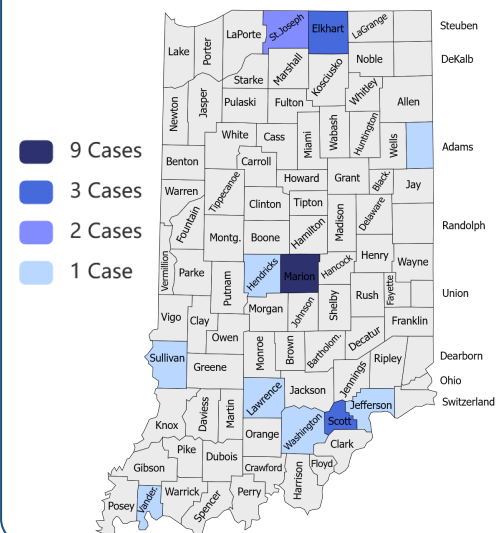 St.Joseph
Elkhart
LaGrange
Steuben
LaPorte
Lake
Porter
Noble
DeKalb
Marshall
Kosciusko
Starke
Whitley
Newton
Jasper
Pulaski
Fulton
Allen
White
Cass
Miami
Wabash
Huntington
Wells
Adams
9 Cases
Benton
Carroll
Howard
Grant
Black.
Jay
3 Cases
Warren
Tippecanoe
Clinton
Tipton
Madison
Delaware
Randolph
2 Cases
Fountain
Montg.
Boone
Hamilton
1 Case
Vermillion
Parke
Putnam
Hendricks
Marion
Hancock
Henry
Wayne
Rush
Fayette
Union
Vigo
Clay
Morgan
Johnson
Shelby
Franklin
Owen
Sullivan
Greene
Monroe
Brown
Bartholom.
Decatur
Ripley
Dearborn
Jennings
Ohio
Knox
Daviess
Martin
Lawrence
Jackson
Jefferson
Switzerland
Scott
Washington
Orange
Clark
Gibson
Pike
Dubois
Crawford
Harrison
Floyd
Posey
Vander.
Warrick
Spencer
Perry